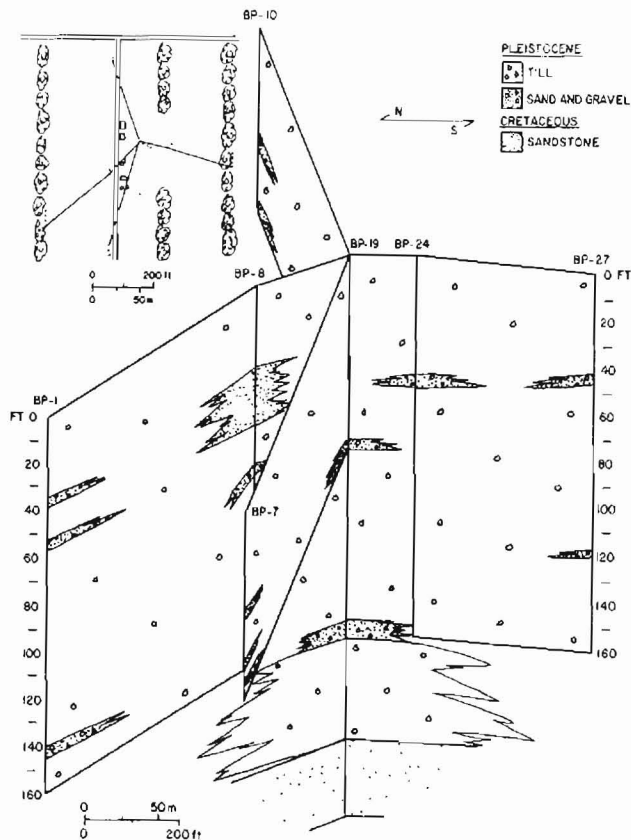 BP-10
PLEISTOCENE
TILL
SAND AND GRAVEL
CRETACEOUS
SANDSTONE
N
S
0 200 ft
0 50m
BP-8
BP-19 BP-24
BP-27
0 FT
20
40
60
80
100
120
140
160
BP-1
FT 0
20
40
60
80
100
120
140
160
BP-7
0 50m
0 200 ft